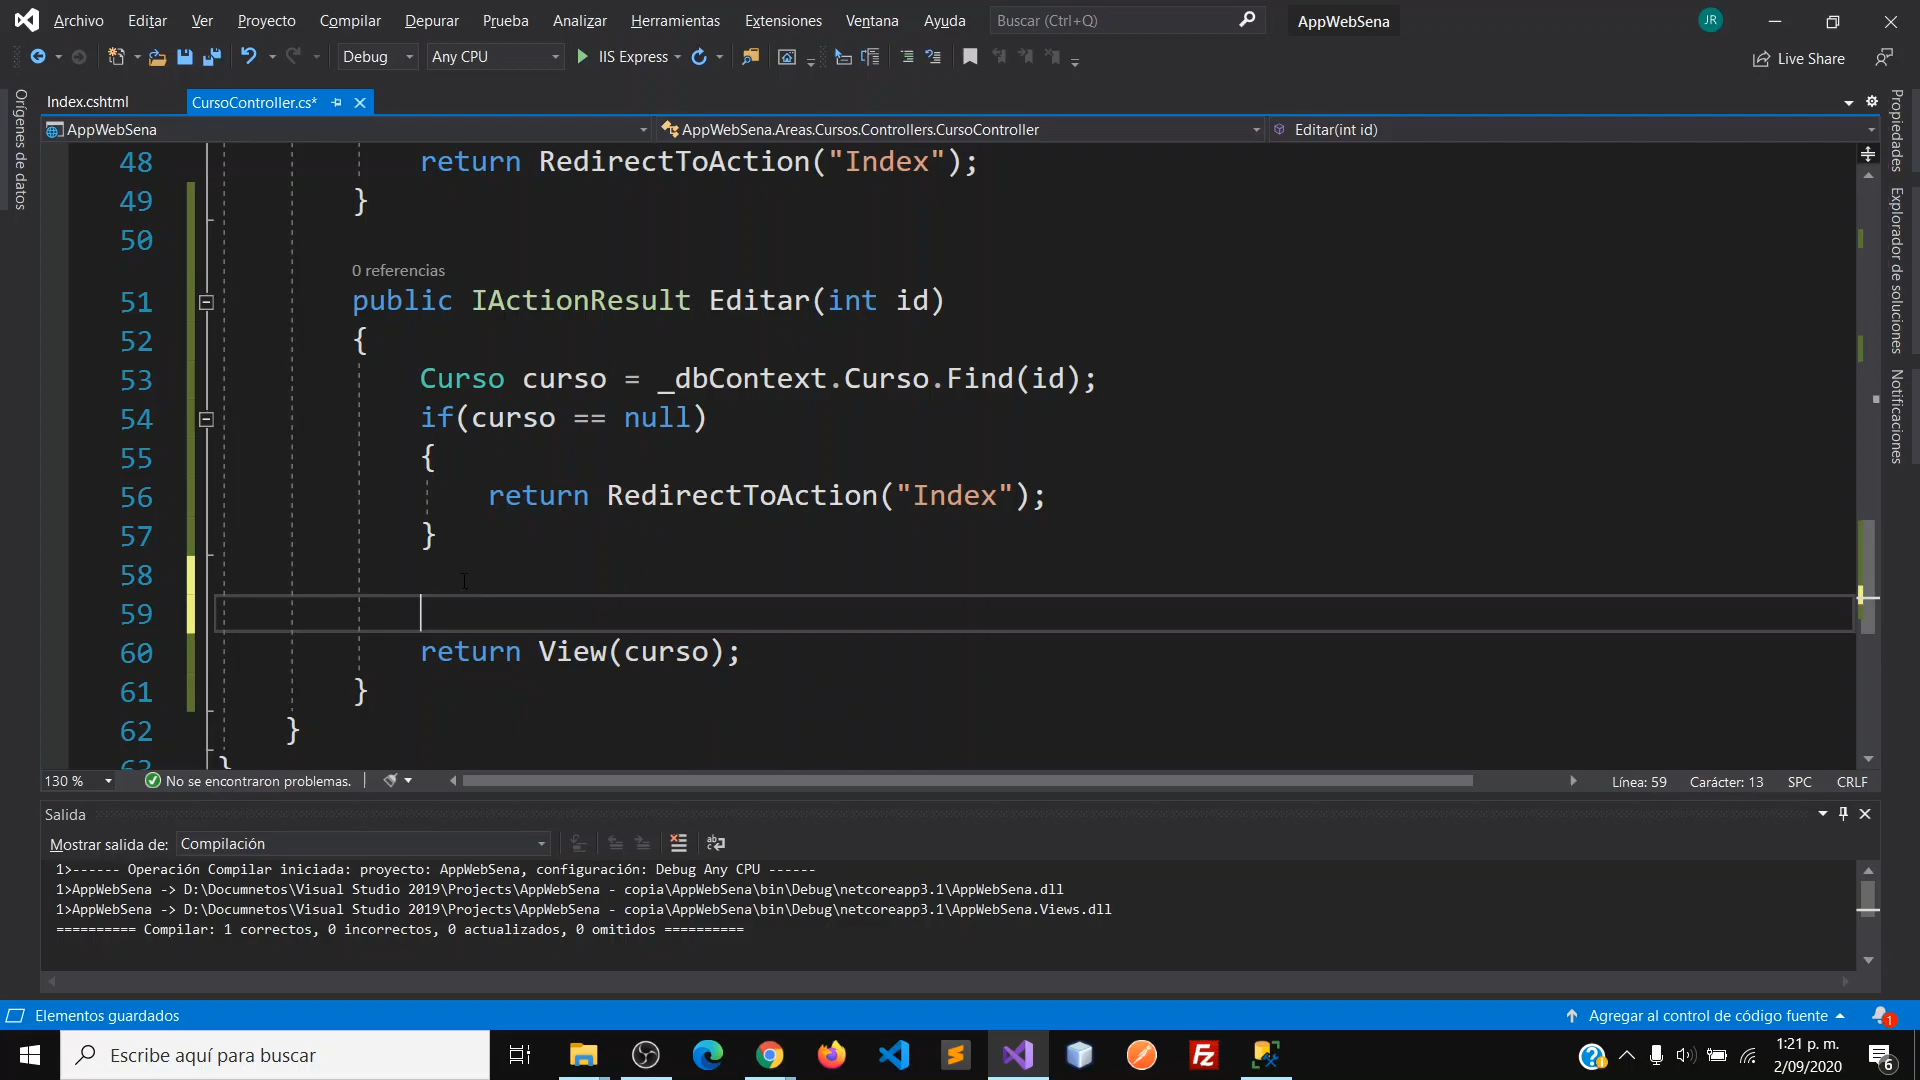 Archivo Editar Ver Proyecto Compilar Depurar Prueba Analizar Herramientas Extensiones Ventana Ayuda Buscar (Ctrl+Q) AppWebSena JR
Debug Any CPU IIS Express Live Share
Index.cshtml CursoController.cs*
AppWebSena AppWebSena.Areas.Cursos.Controllers.CursoController Editar(int id)
Orígenes de datos
Propiedades
Explorador de soluciones
Notificaciones
48 return RedirectToAction("Index");
49 }
50
0 referencias
51 public IActionResult Editar(int id)
52 {
53 Curso curso = _dbContext.Curso.Find(id);
54 if(curso == null)
55 {
56 return RedirectToAction("Index");
57 }
58
59
60 return View(curso);
61 }
62 }
63 }
130 % No se encontraron problemas. Línea: 59 Carácter: 13 SPC CRLF
Salida
Mostrar salida de: Compilación
1>------ Operación Compilar iniciada: proyecto: AppWebSena, configuración: Debug Any CPU ------
1>AppWebSena -> D:\Documnetos\Visual Studio 2019\Projects\AppWebSena - copia\AppWebSena\bin\Debug\netcoreapp3.1\AppWebSena.dll
1>AppWebSena -> D:\Documnetos\Visual Studio 2019\Projects\AppWebSena - copia\AppWebSena\bin\Debug\netcoreapp3.1\AppWebSena.Views.dll
========== Compilar: 1 correctos, 0 incorrectos, 0 actualizados, 0 omitidos ==========
Elementos guardados Agregar al control de código fuente 1
Escribe aquí para buscar
1:21 p. m.
2/09/2020
6